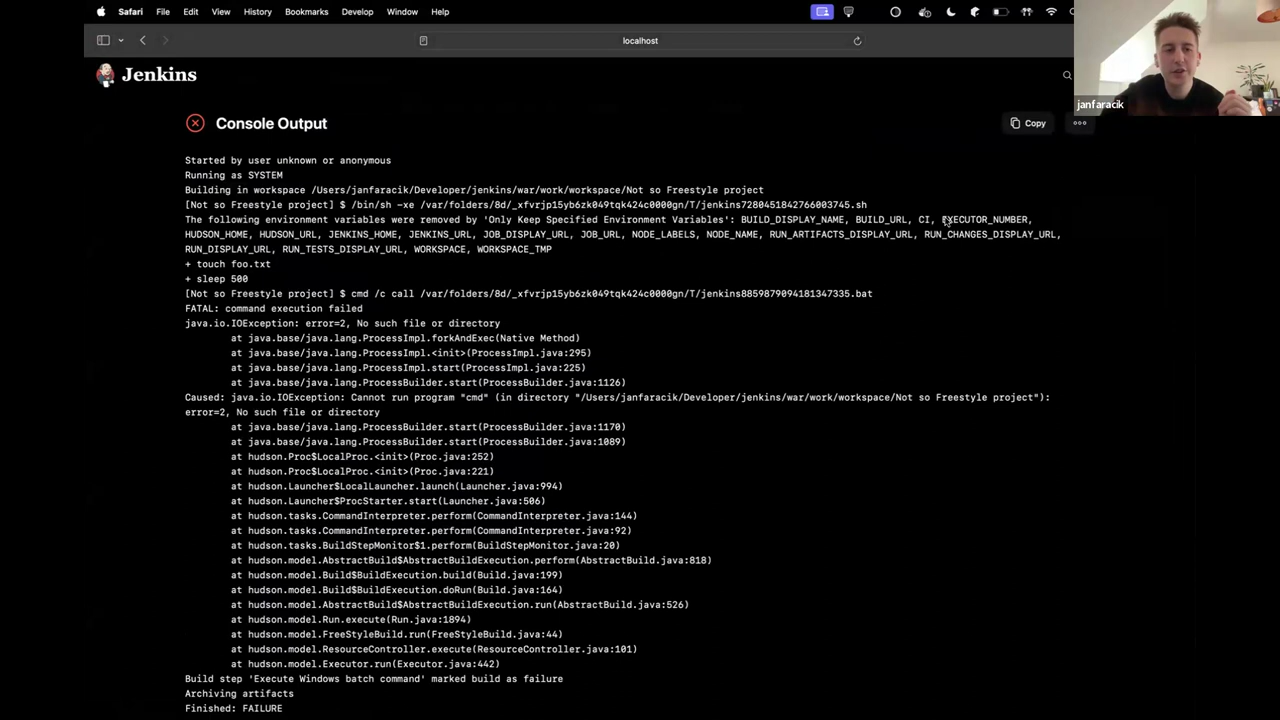 Safari File Edit View History Bookmarks Develop Window Help
localhost
Jenkins
janfaracik
Console Output
Copy
Started by user unknown or anonymous
Running as SYSTEM
Building in workspace /Users/janfaracik/Developer/jenkins/war/work/workspace/Not so Freestyle project
[Not so Freestyle project] $ /bin/sh -xe /var/folders/8d/_xfvrjp15yb6zk049tqk424c0000gn/T/jenkins7280451842766003745.sh
The following environment variables were removed by 'Only Keep Specified Environment Variables': BUILD_DISPLAY_NAME, BUILD_URL, CI, EXECUTOR_NUMBER,
HUDSON_HOME, HUDSON_URL, JENKINS_HOME, JENKINS_URL, JOB_DISPLAY_URL, JOB_URL, NODE_LABELS, NODE_NAME, RUN_ARTIFACTS_DISPLAY_URL, RUN_CHANGES_DISPLAY_URL,
RUN_DISPLAY_URL, RUN_TESTS_DISPLAY_URL, WORKSPACE, WORKSPACE_TMP
+ touch foo.txt
+ sleep 500
[Not so Freestyle project] $ cmd /c call /var/folders/8d/_xfvrjp15yb6zk049tqk424c0000gn/T/jenkins8859879094181347335.bat
FATAL: command execution failed
java.io.IOException: error=2, No such file or directory
at java.base/java.lang.ProcessImpl.forkAndExec(Native Method)
at java.base/java.lang.ProcessImpl.<init>(ProcessImpl.java:295)
at java.base/java.lang.ProcessImpl.start(ProcessImpl.java:225)
at java.base/java.lang.ProcessBuilder.start(ProcessBuilder.java:1126)
Caused: java.io.IOException: Cannot run program "cmd" (in directory "/Users/janfaracik/Developer/jenkins/war/work/workspace/Not so Freestyle project"):
error=2, No such file or directory
at java.base/java.lang.ProcessBuilder.start(ProcessBuilder.java:1170)
at java.base/java.lang.ProcessBuilder.start(ProcessBuilder.java:1089)
at hudson.Proc$LocalProc.<init>(Proc.java:252)
at hudson.Proc$LocalProc.<init>(Proc.java:221)
at hudson.Launcher$LocalLauncher.launch(Launcher.java:994)
at hudson.Launcher$ProcStarter.start(Launcher.java:506)
at hudson.tasks.CommandInterpreter.perform(CommandInterpreter.java:144)
at hudson.tasks.CommandInterpreter.perform(CommandInterpreter.java:92)
at hudson.tasks.BuildStepMonitor$1.perform(BuildStepMonitor.java:20)
at hudson.model.AbstractBuild$AbstractBuildExecution.perform(AbstractBuild.java:818)
at hudson.model.Build$BuildExecution.build(Build.java:199)
at hudson.model.Build$BuildExecution.doRun(Build.java:164)
at hudson.model.AbstractBuild$AbstractBuildExecution.run(AbstractBuild.java:526)
at hudson.model.Run.execute(Run.java:1894)
at hudson.model.FreeStyleBuild.run(FreeStyleBuild.java:44)
at hudson.model.ResourceController.execute(ResourceController.java:101)
at hudson.model.Executor.run(Executor.java:442)
Build step 'Execute Windows batch command' marked build as failure
Archiving artifacts
Finished: FAILURE